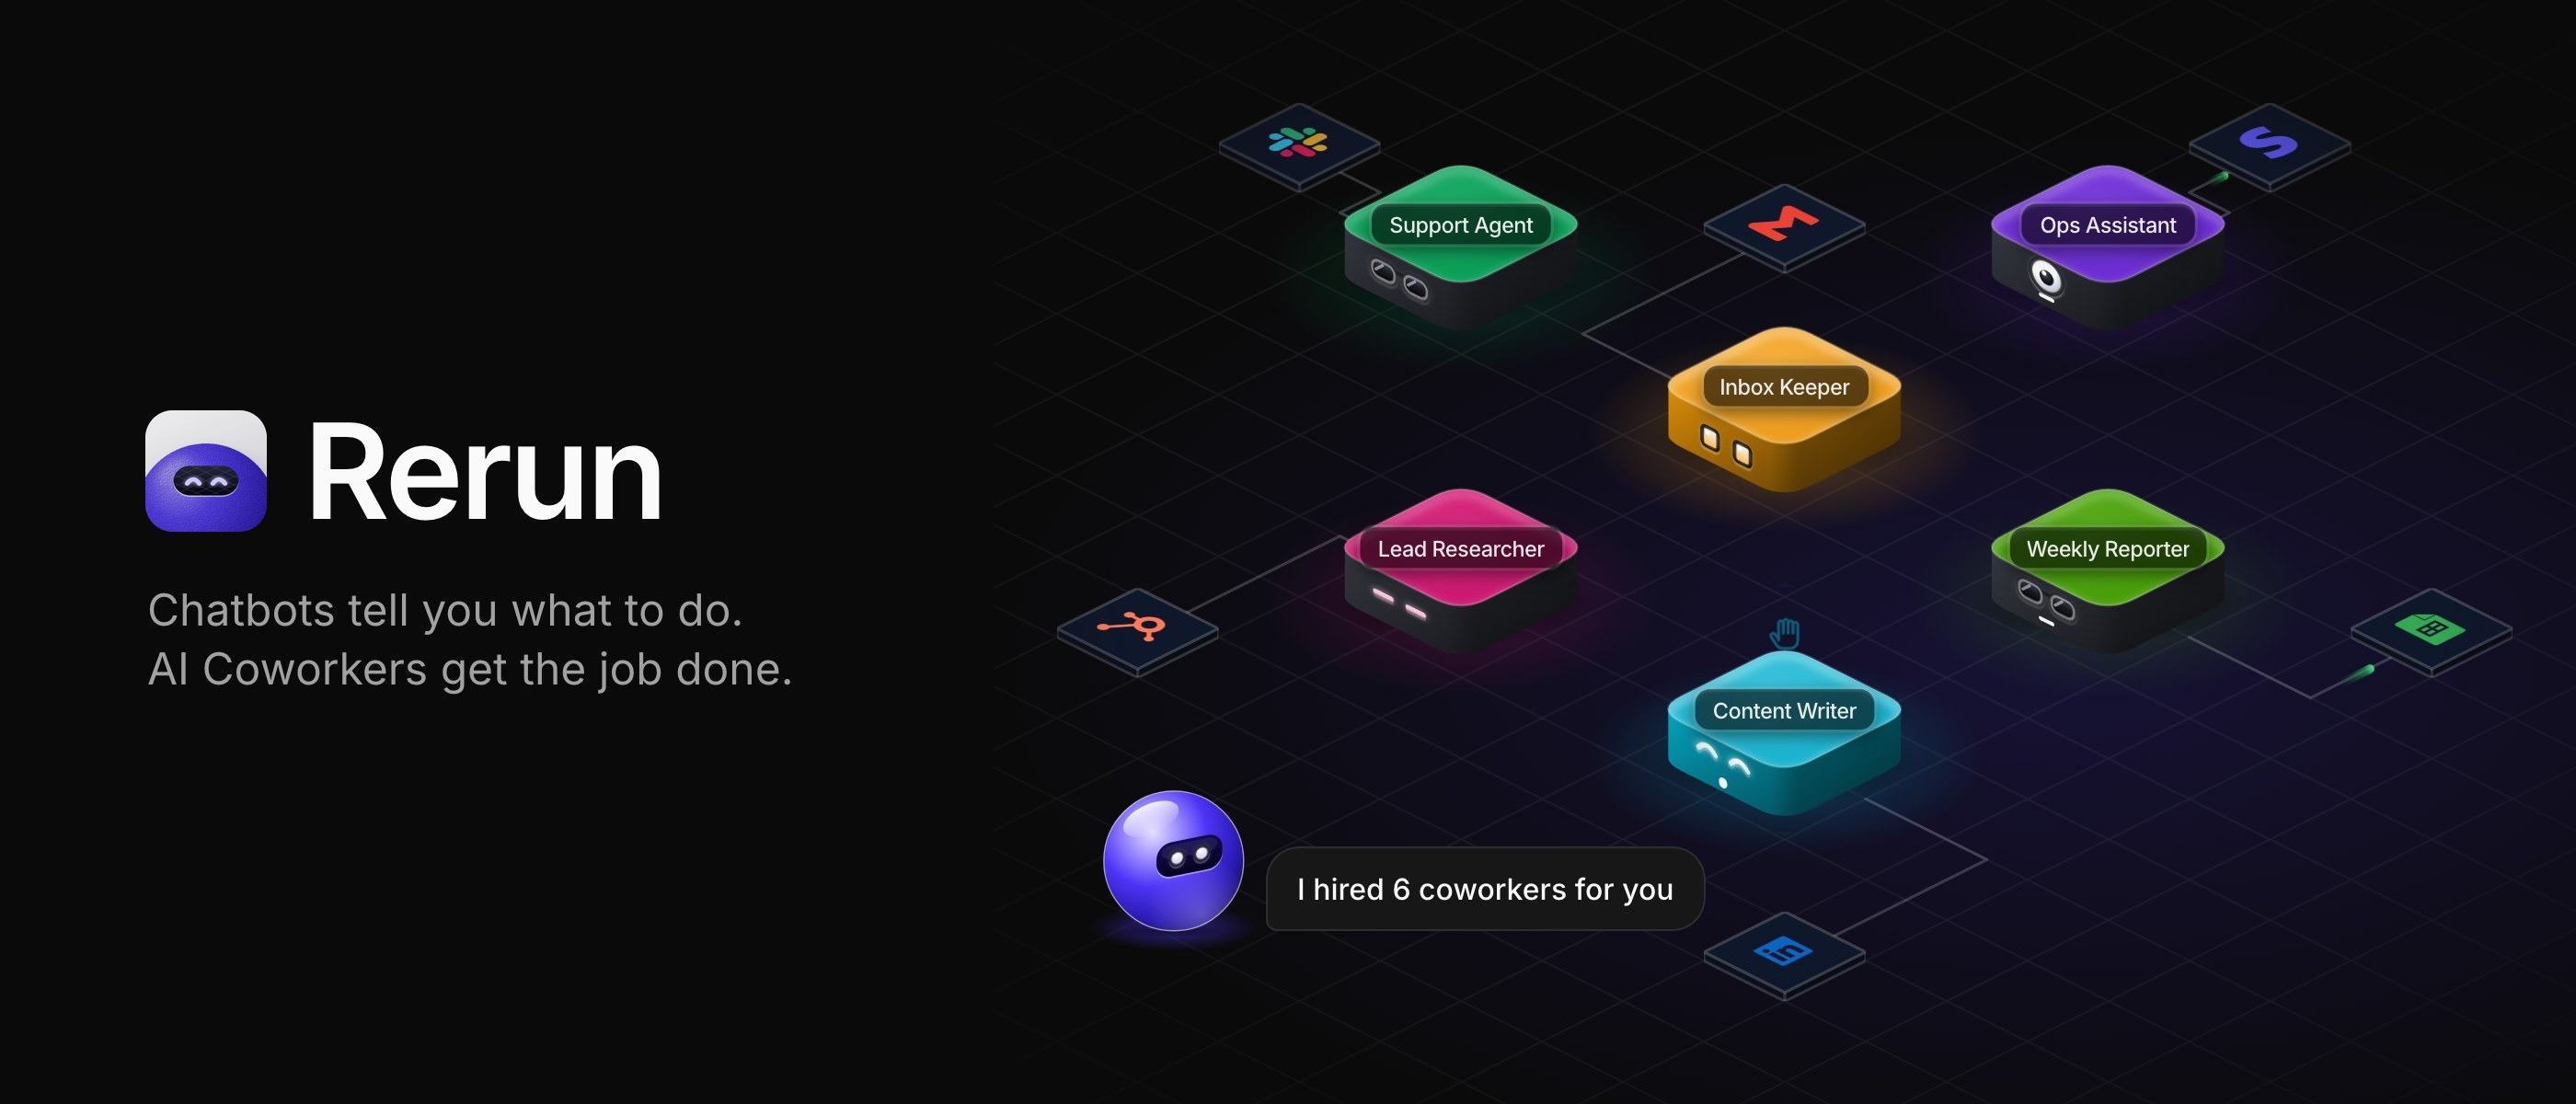 Rerun
Chatbots tell you what to do.
AI Coworkers get the job done.
Support Agent
Ops Assistant
Inbox Keeper
Lead Researcher
Weekly Reporter
Content Writer
I hired 6 coworkers for you